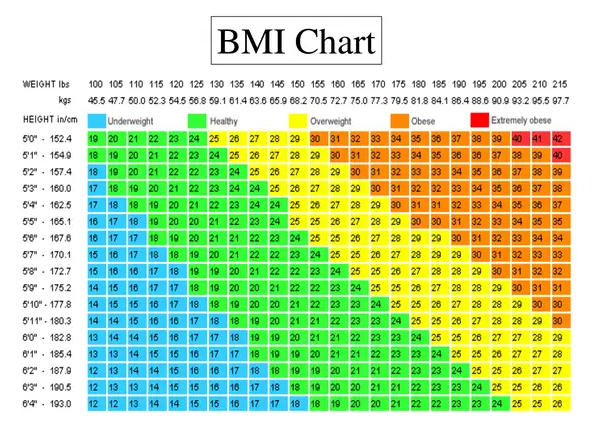 BMI Chart
WEIGHT lbs 100 105 110 115 120 125 130 135 140 145 150 155 160 165 170 175 180 185 190 195 200 205 210 215
kgs 45.5 47.7 50.0 52.3 54.5 56.8 59.1 61.4 63.6 65.9 68.2 70.5 72.7 75.0 77.3 79.5 81.8 84.1 86.4 88.6 90.9 93.2 95.5 97.7
HEIGHT in/cm Underweight Healthy Overweight Obese Extremely obese
5'0" - 152.4 19 20 21 22 23 24 25 26 27 28 29 30 31 32 33 34 35 36 37 38 39 40 41 42
5'1" - 154.9 18 19 20 21 22 23 24 25 26 27 28 29 30 31 32 33 34 35 36 36 37 38 39 40
5'2" - 157.4 18 19 20 21 22 22 23 24 25 26 27 28 29 30 31 32 33 33 34 35 36 37 38 39
5'3" - 160.0 17 18 19 20 21 22 23 24 24 25 26 27 28 29 30 31 32 32 33 34 35 36 37 38
5'4" - 162.5 17 18 18 19 20 21 22 23 24 24 25 26 27 28 29 30 31 31 32 33 34 35 36 37
5'5" - 165.1 16 17 18 19 20 20 21 22 23 24 25 25 26 27 28 29 30 30 31 32 33 34 35 35
5'6" - 167.6 16 17 17 18 19 20 21 21 22 23 24 25 25 26 27 28 29 29 30 31 32 33 34 34
5'7" - 170.1 15 16 17 18 18 19 20 21 22 22 23 24 25 25 26 27 28 29 29 30 31 32 33 33
5'8" - 172.7 15 16 16 17 18 19 19 20 21 22 22 23 24 25 25 26 27 28 28 29 30 31 32 32
5'9" - 175.2 14 15 16 17 17 18 19 20 20 21 22 22 23 24 25 25 26 27 28 28 29 30 31 31
5'10" - 177.8 14 15 15 16 17 18 18 19 20 20 21 22 23 23 24 25 25 26 27 28 28 29 30 30
5'11" - 180.3 14 14 15 16 16 17 18 18 19 20 21 21 22 23 23 24 25 25 26 27 28 28 29 30
6'0" - 182.8 13 14 14 15 16 17 17 18 19 19 20 21 21 22 23 23 24 25 25 26 27 27 28 29
6'1" - 185.4 13 13 14 15 15 16 17 17 18 19 19 20 21 21 22 23 23 24 25 25 26 27 27 28
6'2" - 187.9 12 13 14 14 15 16 16 17 18 18 19 19 20 21 21 22 23 23 24 25 25 26 27 27
6'3" - 190.5 12 13 13 14 15 15 16 16 17 18 18 19 20 20 21 21 22 23 23 24 25 25 26 26
6'4" - 193.0 12 12 13 14 14 15 15 16 17 17 18 18 19 20 20 21 22 22 23 23 24 25 25 26